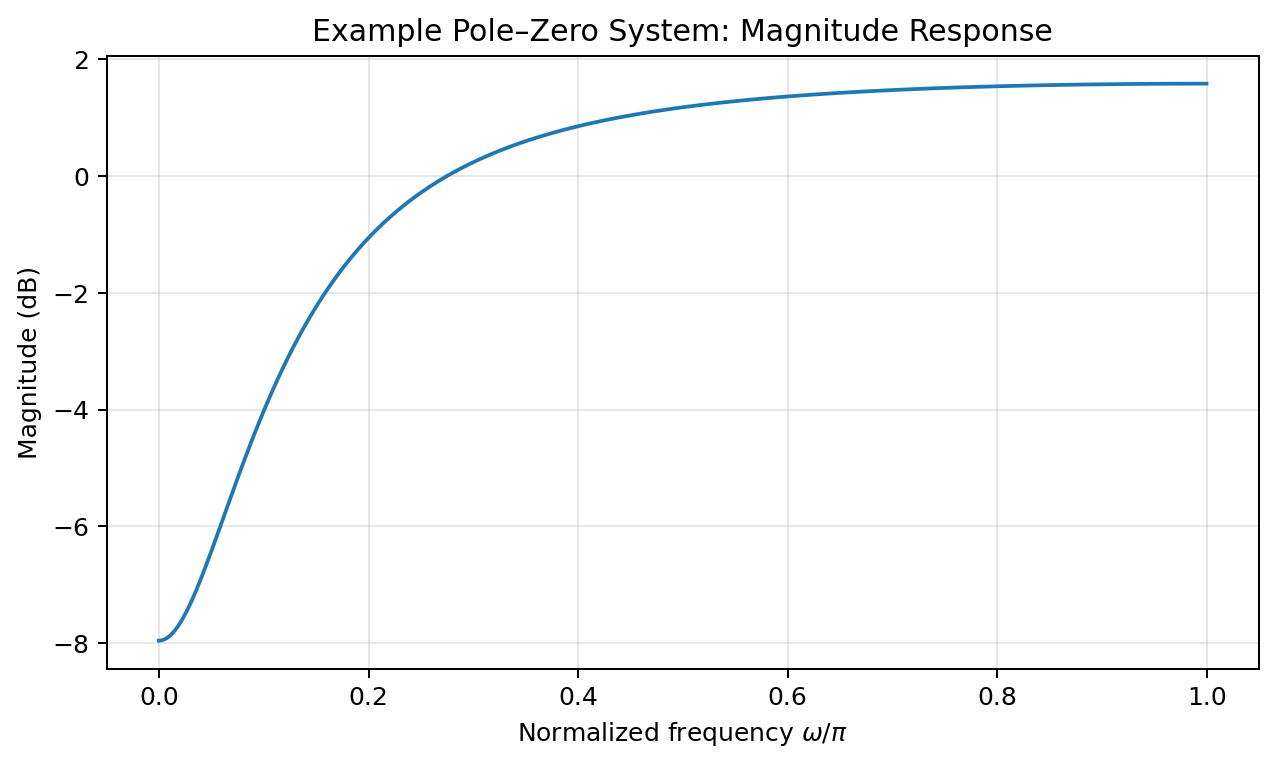 Example Pole–Zero System: Magnitude Response
2
0
−2
−4
−6
−8
Magnitude (dB)
0.0 0.2 0.4 0.6 0.8 1.0
Normalized frequency ω/π